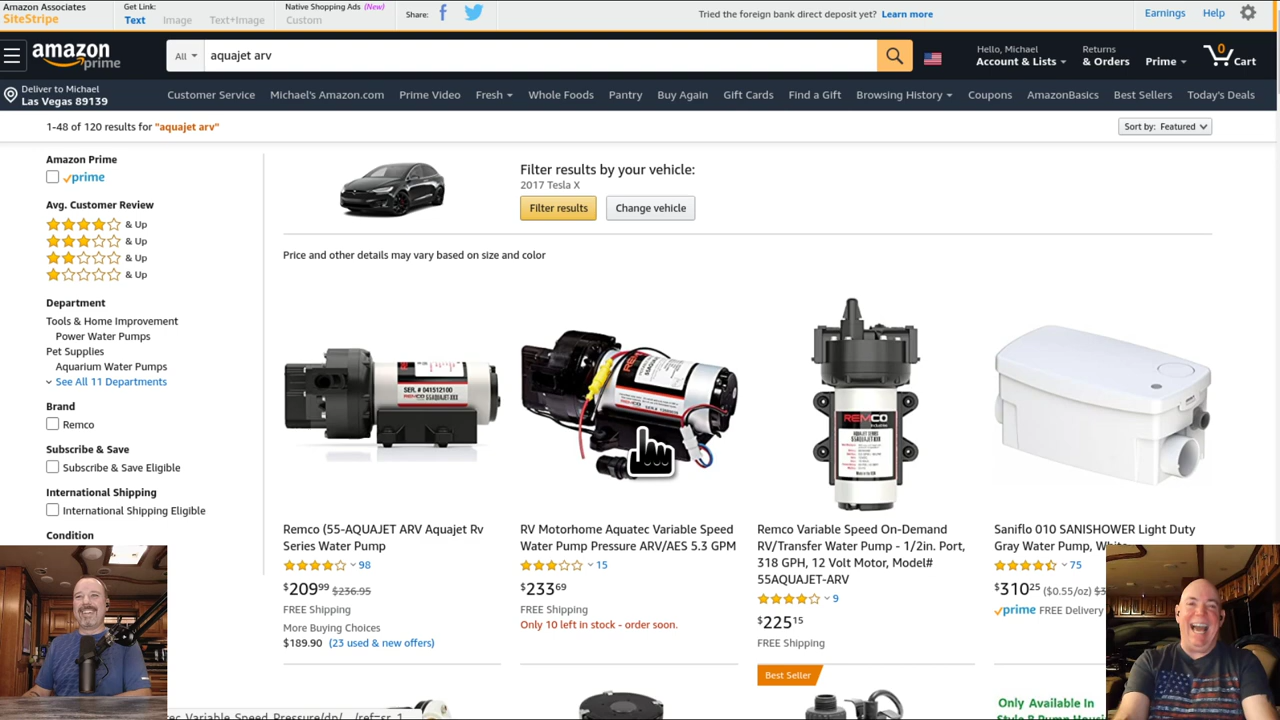 Amazon Associates
SiteStripe
Get Link:
Text Image Text+Image
Native Shopping Ads (New)
Custom
Share:
Tried the foreign bank direct deposit yet? Learn more
Earnings Help
amazon
prime
All
aquajet arv
Hello, Michael
Account & Lists
Returns
& Orders
Prime
0
Cart
Deliver to Michael
Las Vegas 89139
Customer Service Michael's Amazon.com Prime Video Fresh Whole Foods Pantry Buy Again Gift Cards Find a Gift Browsing History Coupons AmazonBasics Best Sellers Today's Deals
1-48 of 120 results for "aquajet arv"
Sort by: Featured
Amazon Prime
prime
Avg. Customer Review
& Up
& Up
& Up
& Up
Department
Tools & Home Improvement
Power Water Pumps
Pet Supplies
Aquarium Water Pumps
See All 11 Departments
Brand
Remco
Subscribe & Save
Subscribe & Save Eligible
International Shipping
International Shipping Eligible
Condition
Filter results by your vehicle:
2017 Tesla X
Filter results Change vehicle
Price and other details may vary based on size and color
SER. # 041512100
REMCO
Remco (55-AQUAJET ARV Aquajet Rv
Series Water Pump
98
$209.99 $236.95
FREE Shipping
More Buying Choices
$189.90 (23 used & new offers)
RV Motorhome Aquatec Variable Speed
Water Pump Pressure ARV/AES 5.3 GPM
15
$233.69
FREE Shipping
Only 10 left in stock - order soon.
Remco Variable Speed On-Demand
RV/Transfer Water Pump - 1/2in. Port,
318 GPH, 12 Volt Motor, Model#
55AQUAJET-ARV
9
$225.15
FREE Shipping
Best Seller
Saniflo 010 SANISHOWER Light Duty
Gray Water Pump, White
75
$310.25 ($0.55/oz)
prime FREE Delivery
Only Available In